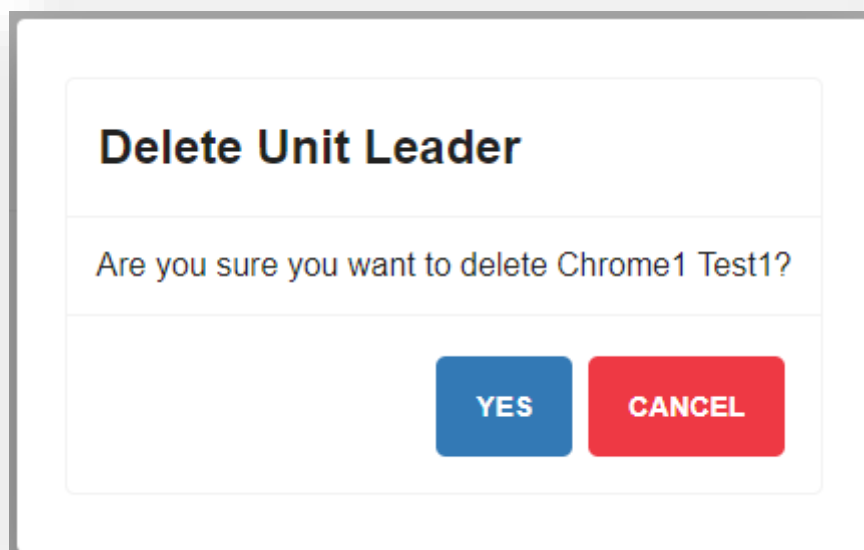 Delete Unit Leader
Are you sure you want to delete Chrome1 Test1?
YES
CANCEL